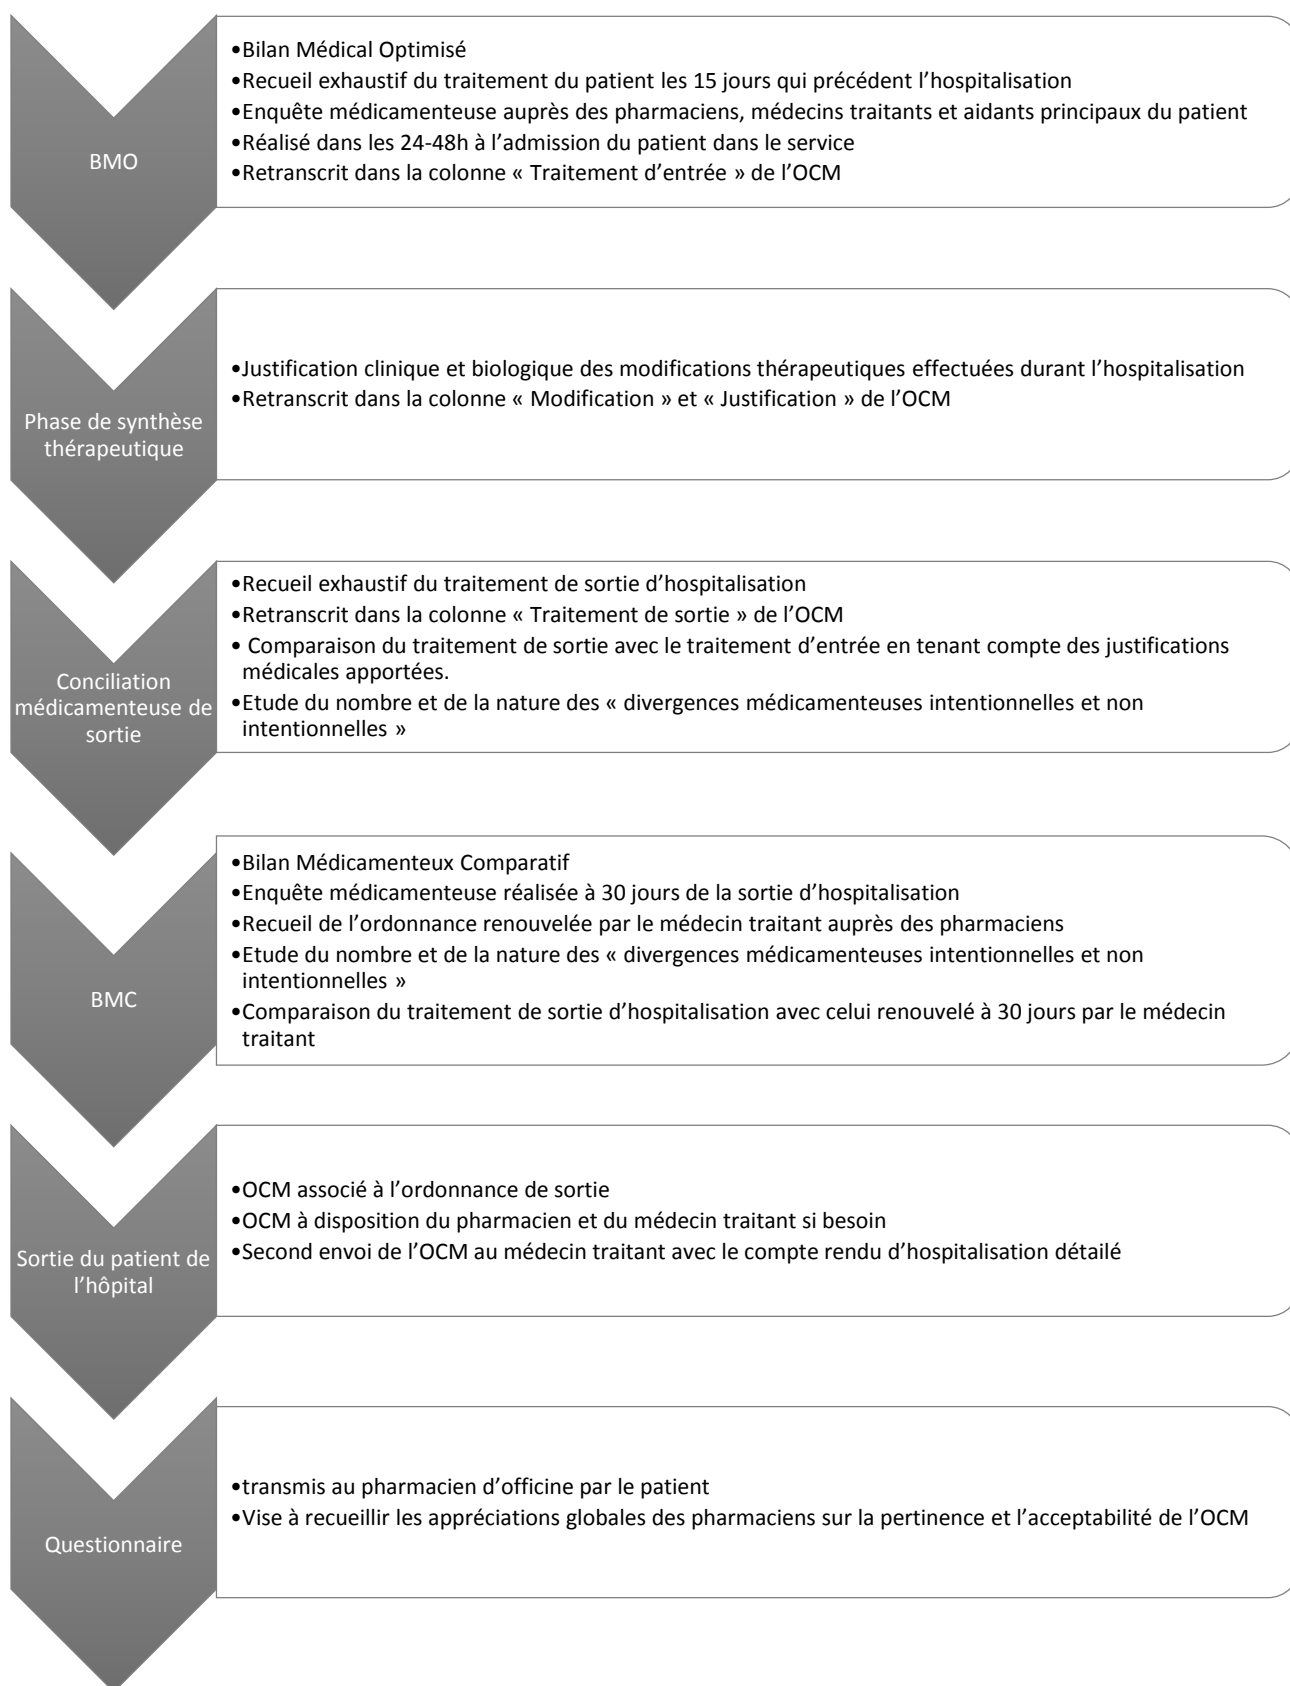 BMO
•Bilan Médical Optimisé
•Recueil exhaustif du traitement du patient les 15 jours qui précédent l’hospitalisation
•Enquête médicamenteuse auprès des pharmaciens, médecins traitants et aidants principaux du patient
•Réalisé dans les 24-48h à l’admission du patient dans le service
•Retranscrit dans la colonne « Traitement d’entrée » de l’OCM
Phase de synthèse
thérapeutique
•Justification clinique et biologique des modifications thérapeutiques effectuées durant l’hospitalisation
•Retranscrit dans la colonne « Modification » et « Justification » de l’OCM
Conciliation
médicamenteuse de
sortie
•Recueil exhaustif du traitement de sortie d’hospitalisation
•Retranscrit dans la colonne « Traitement de sortie » de l’OCM
• Comparaison du traitement de sortie avec le traitement d’entrée en tenant compte des justifications
médicales apportées.
•Etude du nombre et de la nature des « divergences médicamenteuses intentionnelles et non
intentionnelles »
BMC
•Bilan Médicamenteux Comparatif
•Enquête médicamenteuse réalisée à 30 jours de la sortie d’hospitalisation
•Recueil de l’ordonnance renouvelée par le médecin traitant auprès des pharmaciens
•Etude du nombre et de la nature des « divergences médicamenteuses intentionnelles et non
intentionnelles »
•Comparaison du traitement de sortie d’hospitalisation avec celui renouvelé à 30 jours par le médecin
traitant
Sortie du patient de
l’hôpital
•OCM associé à l’ordonnance de sortie
•OCM à disposition du pharmacien et du médecin traitant si besoin
•Second envoi de l’OCM au médecin traitant avec le compte rendu d’hospitalisation détailé
Questionnaire
•transmis au pharmacien d’officine par le patient
•Vise à recueillir les appréciations globales des pharmaciens sur la pertinence et l’acceptabilité de l’OCM